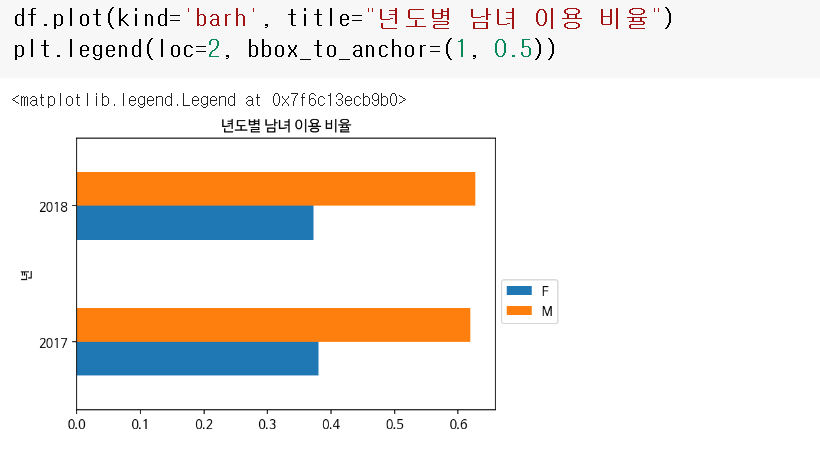 df.plot(kind='barh', title="년도별 남녀 이용 비율")
plt.legend(loc=2, bbox_to_anchor=(1, 0.5))
<matplotlib.legend.Legend at 0x7f6c13ecb9b0>
년도별 남녀 이용 비율
2018
년
F
M
2017
0.0 0.1 0.2 0.3 0.4 0.5 0.6